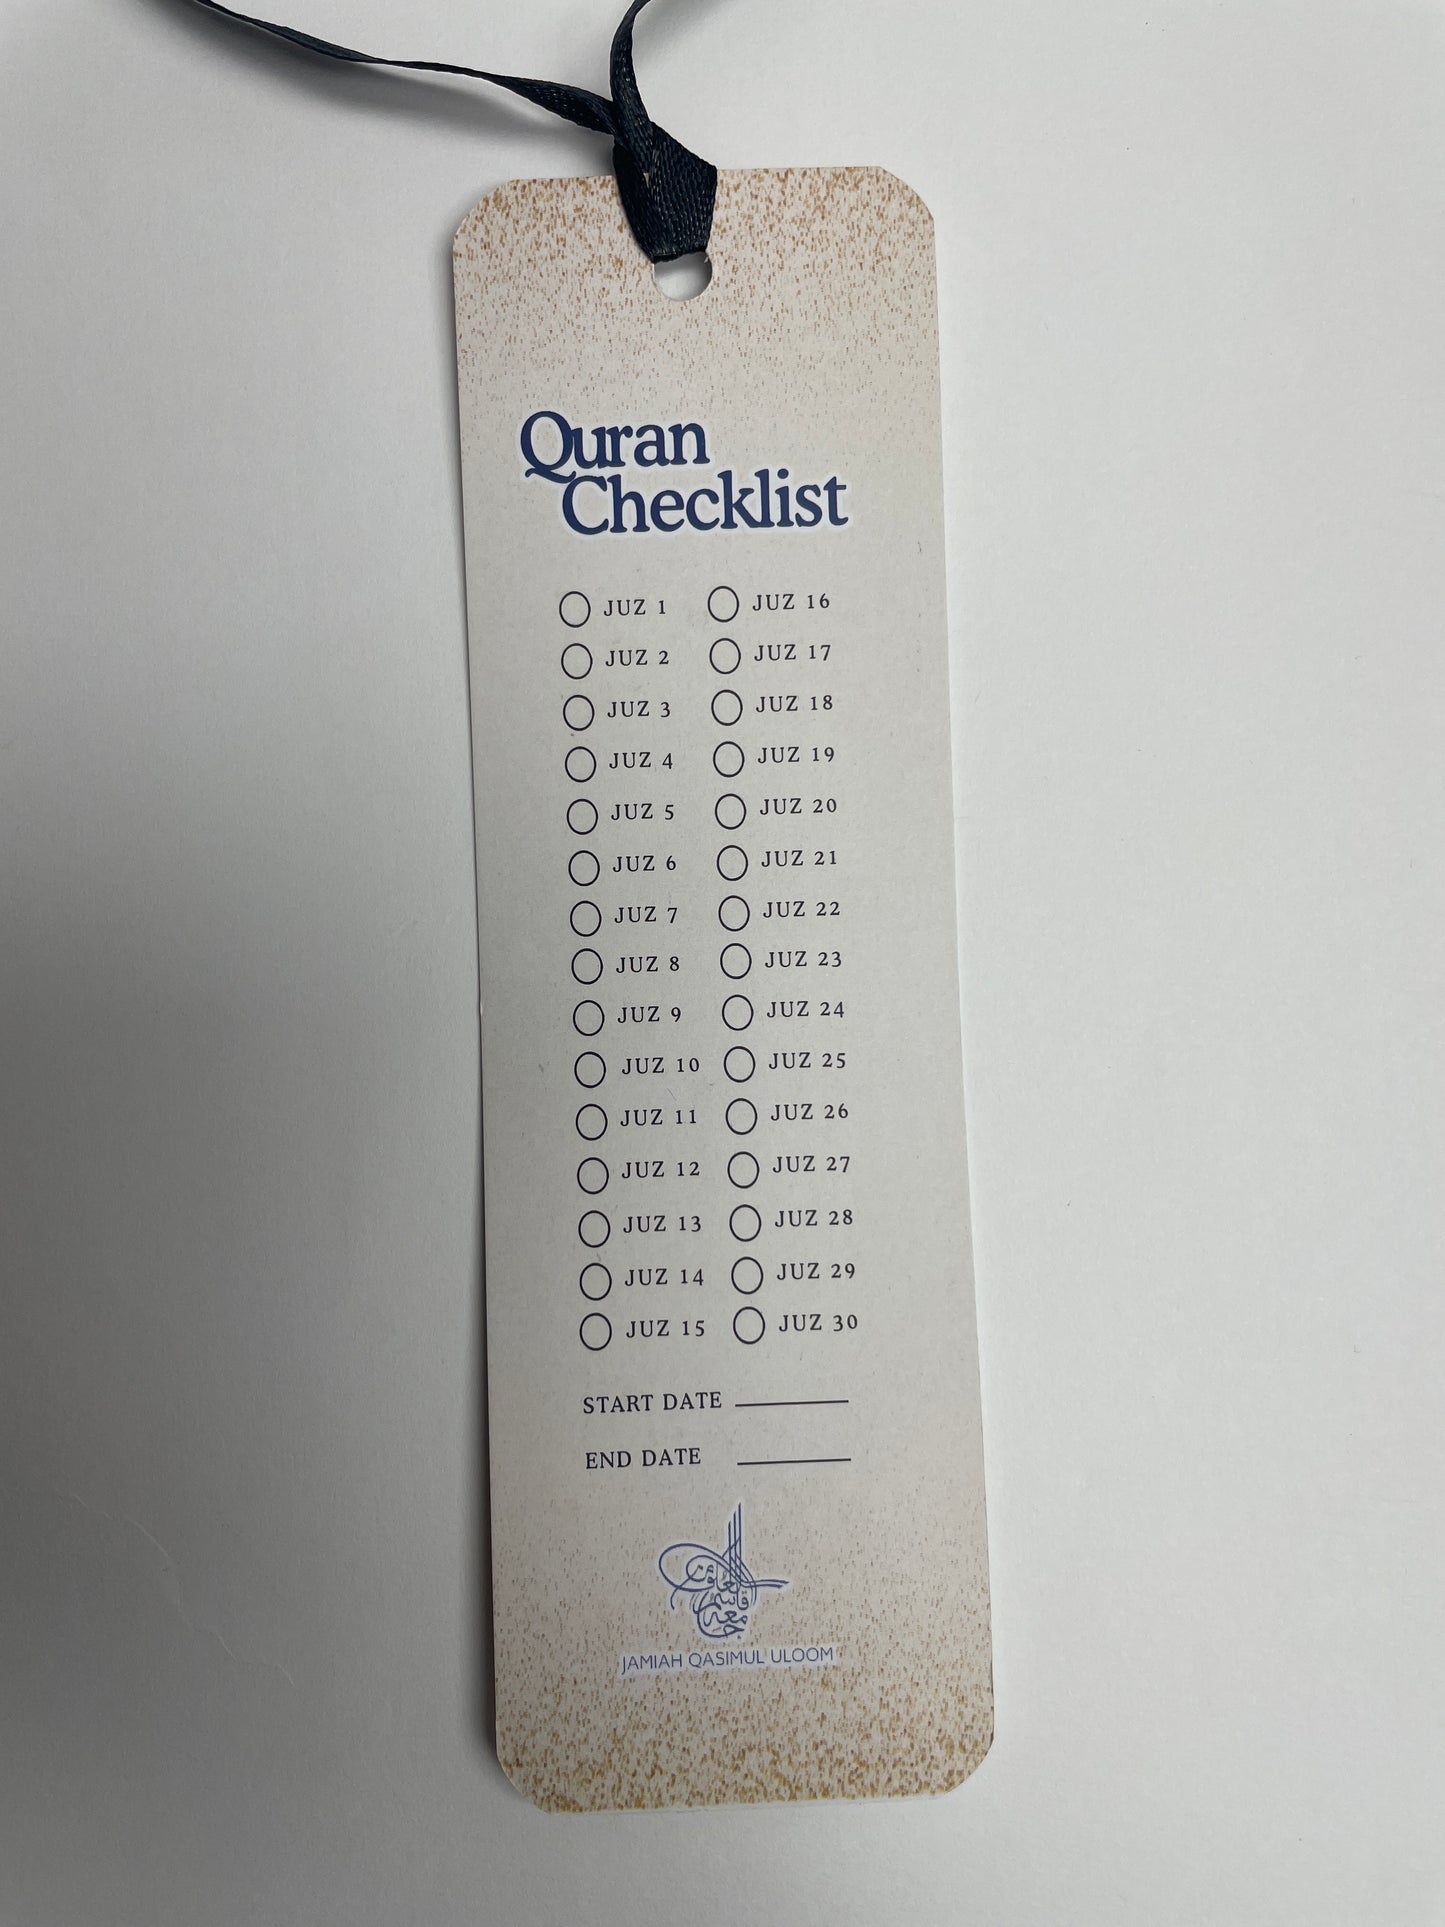 Quran
Checklist
JUZ 1
JUZ 2
JUZ 3
JUZ 4
JUZ 5
JUZ 6
JUZ 7
JUZ 8
JUZ 9
JUZ 10
JUZ 11
JUZ 12
JUZ 13
JUZ 14
JUZ 15
JUZ 16
JUZ 17
JUZ 18
JUZ 19
JUZ 20
JUZ 21
JUZ 22
JUZ 23
JUZ 24
JUZ 25
JUZ 26
JUZ 27
JUZ 28
JUZ 29
JUZ 30
START DATE
END DATE
العلوم
قاسم
جامعه
JAMIAH QASIMUL ULOOM